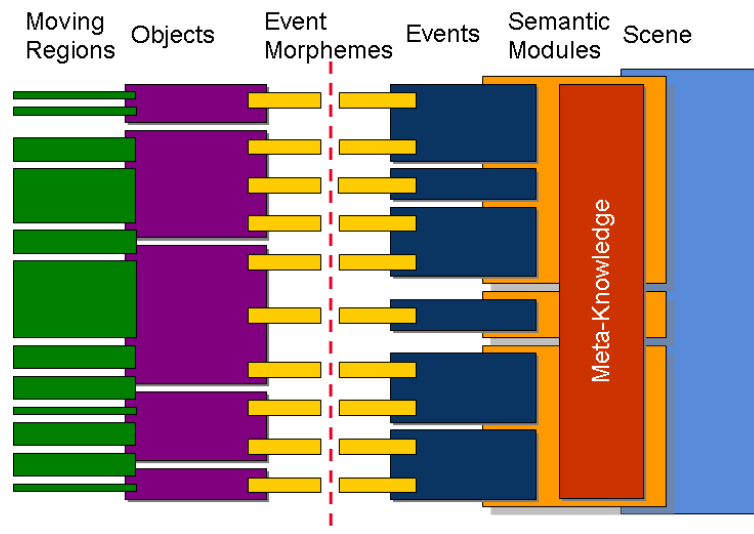 Moving
Regions
Objects
Event
Morphemes
Events
Semantic
Modules
Scene
Meta-Knowledge